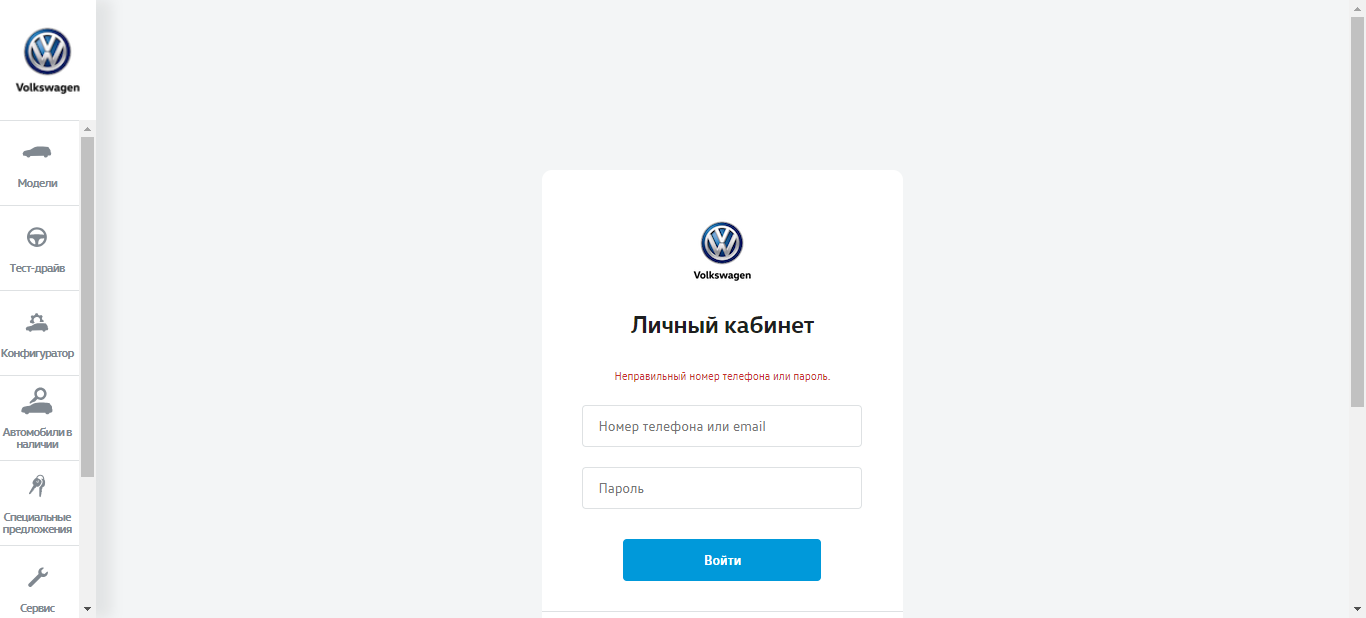 Volkswagen
Модели
Тест-драйв
Конфигуратор
Автомобили в
наличии
Специальные
предложения
Сервис
Volkswagen
Личный кабинет
Неправильный номер телефона или пароль.
Номер телефона или email
Пароль
Войти